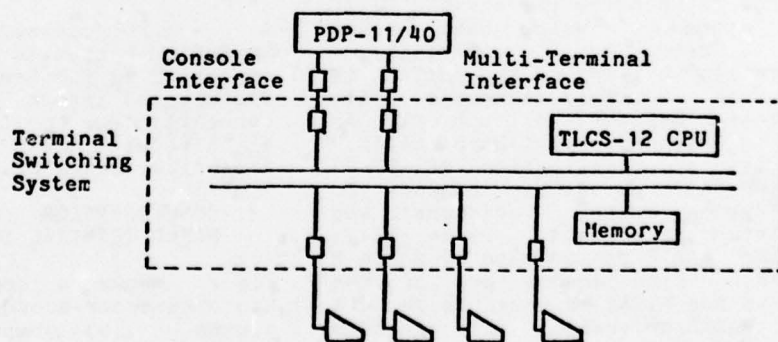 PDP-11/40
Console
Interface
Multi-Terminal
Interface
Terminal
Switching
System
TLCS-12 CPU
Memory